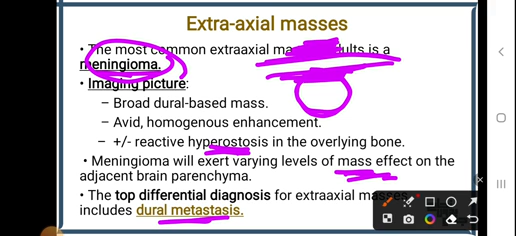 Extra-axial masses
• The most common extraaxial is a
meningioma.
• Imaging picture:
– Broad dural-based mass.
– Avid, homogenous enhancement.
– +/- reactive hyperostosis in the overlying bone.
• Meningioma will exert varying levels of mass effect on the
adjacent brain parenchyma.
• The top differential diagnosis for extraaxial masses
includes dural metastasis.